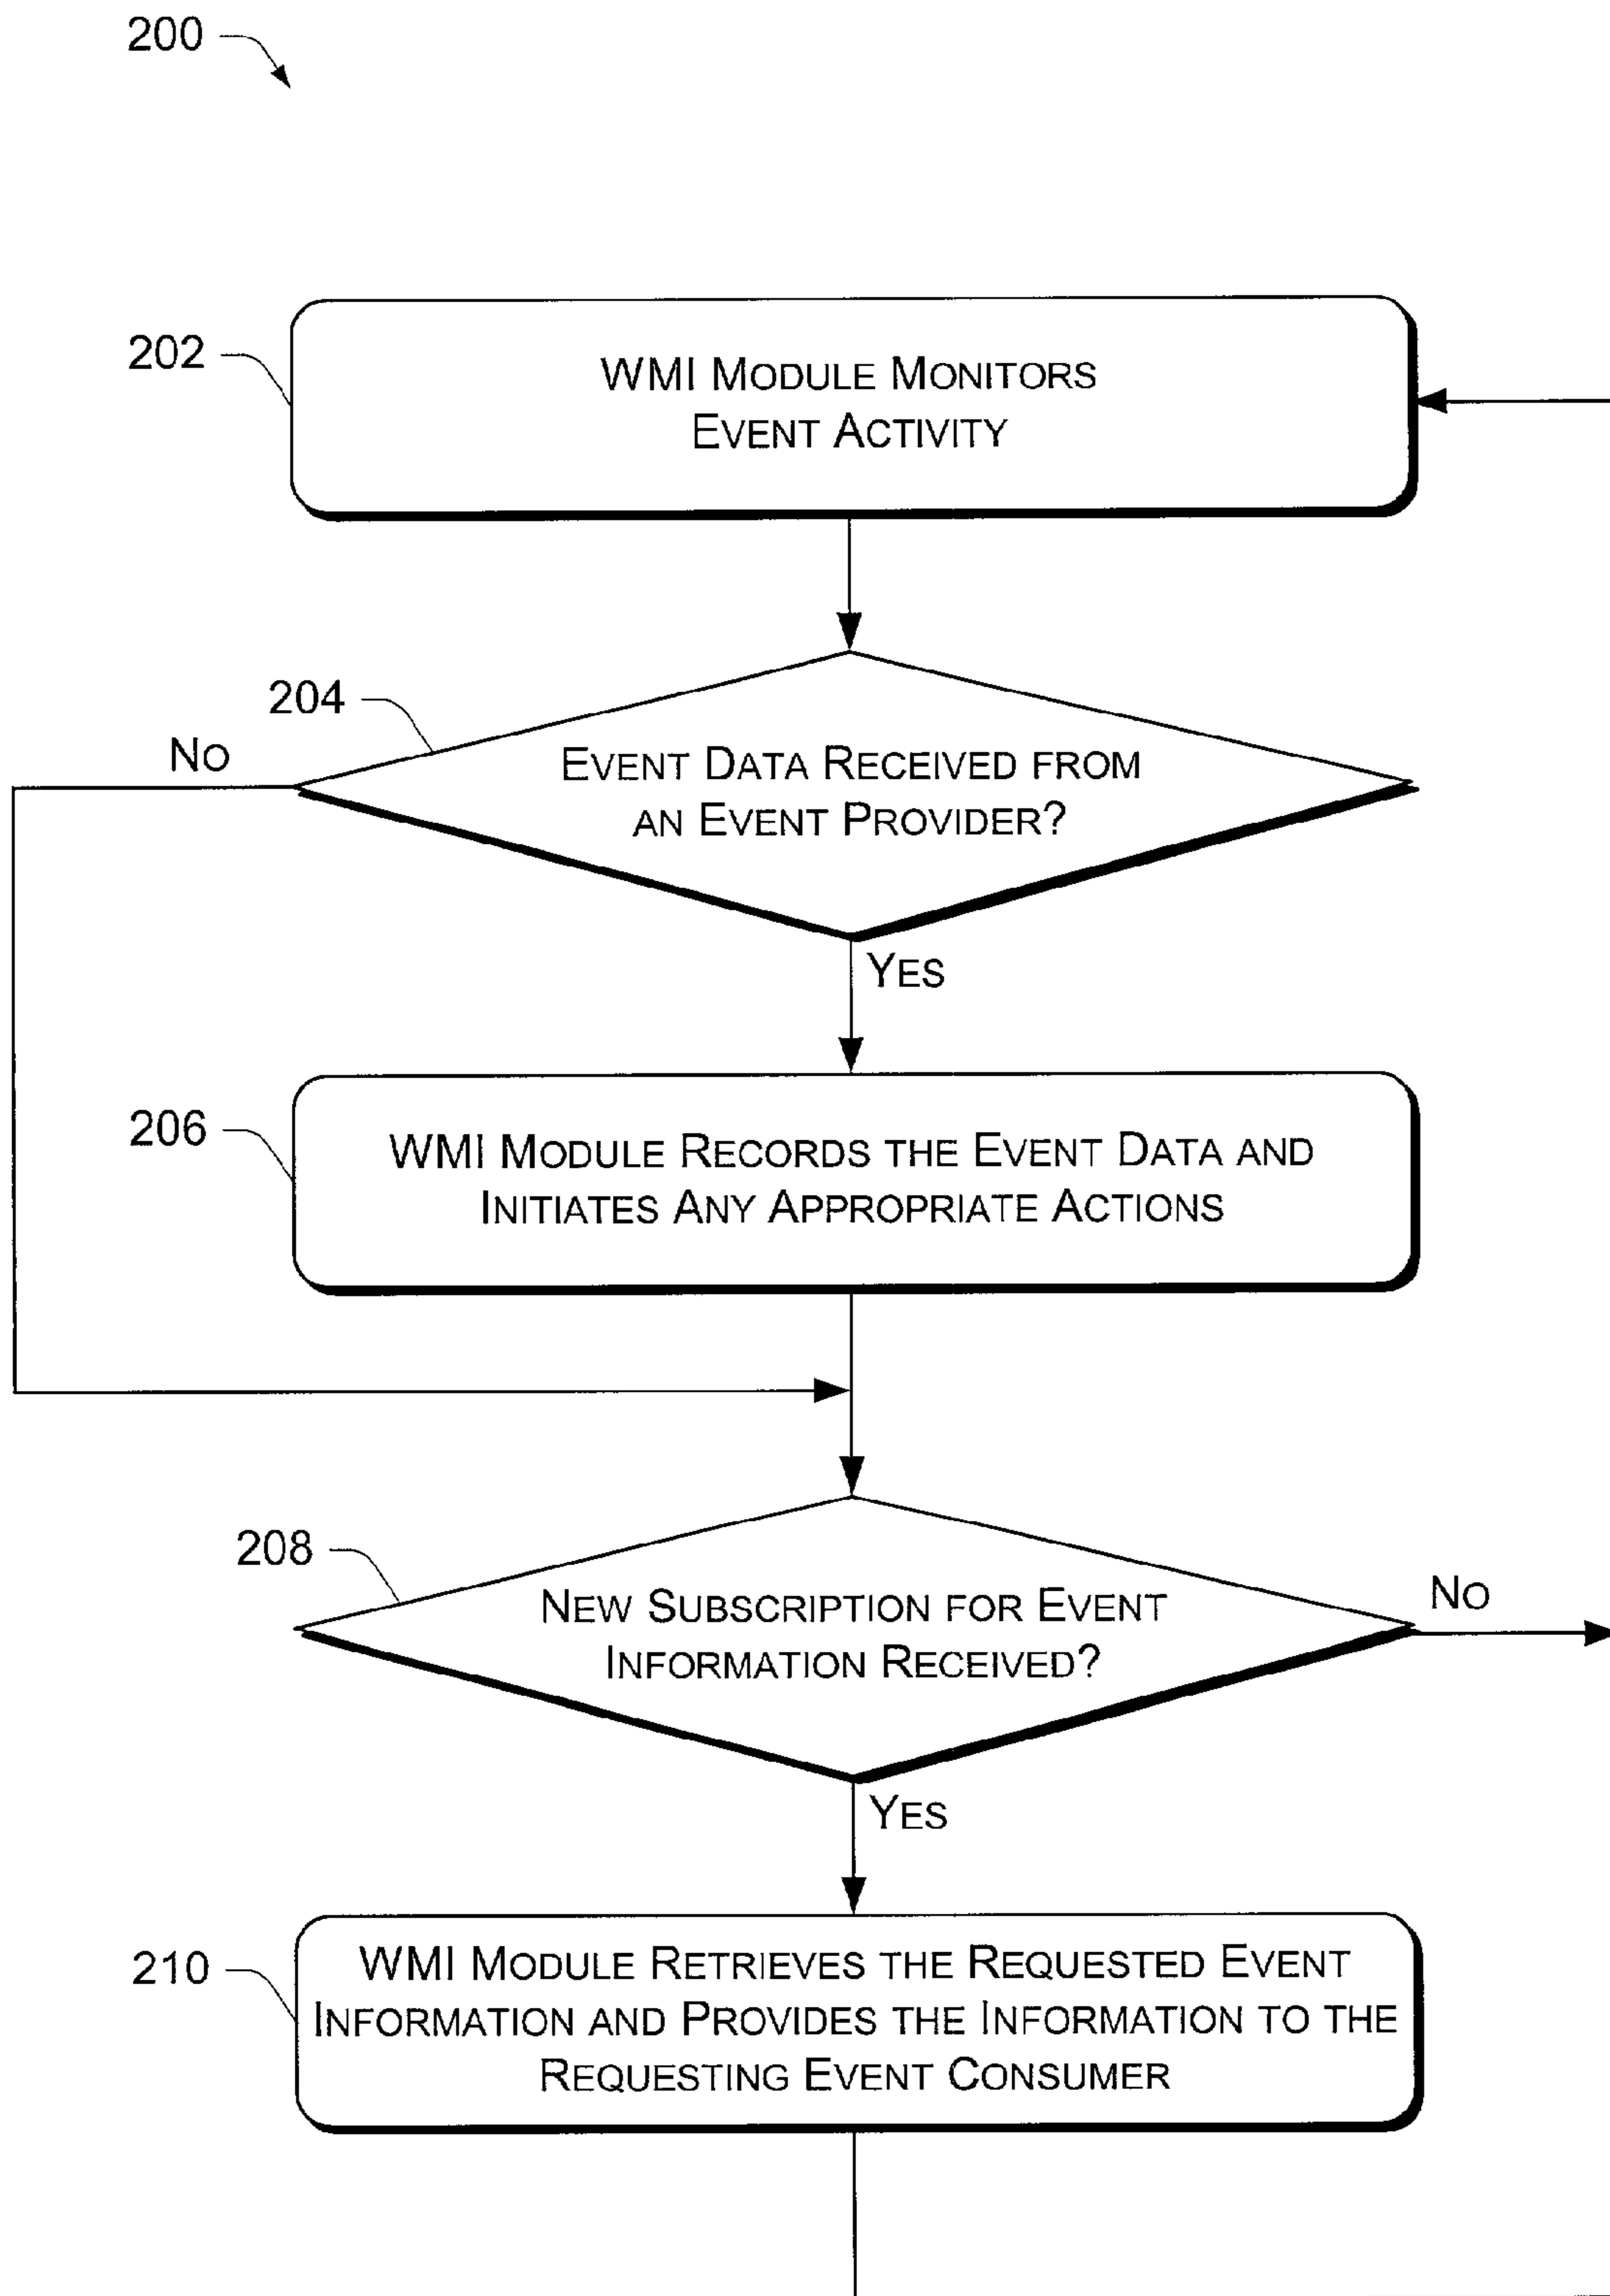 200
202
WMI MODULE MONITORS
EVENT ACTIVITY
204
NO
EVENT DATA RECEIVED FROM
AN EVENT PROVIDER?
YES
206
WMI MODULE RECORDS THE EVENT DATA AND
INITIATES ANY APPROPRIATE ACTIONS
208
NEW SUBSCRIPTION FOR EVENT
INFORMATION RECEIVED?
NO
YES
210
WMI MODULE RETRIEVES THE REQUESTED EVENT
INFORMATION AND PROVIDES THE INFORMATION TO THE
REQUESTING EVENT CONSUMER